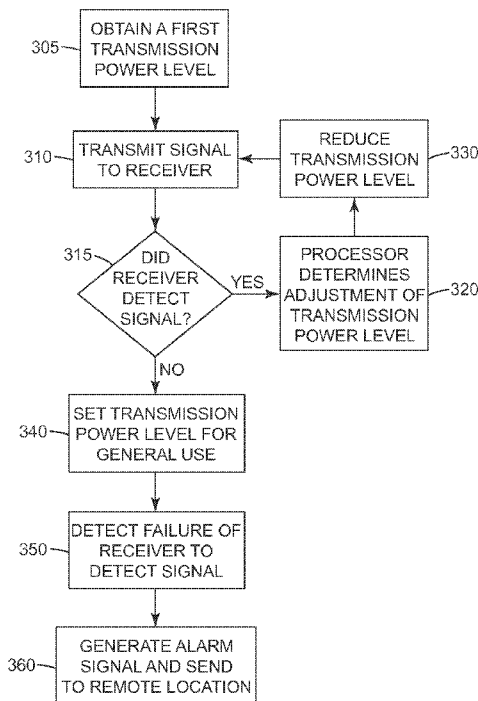 305
OBTAIN A FIRST
TRANSMISSION
POWER LEVEL
310
TRANSMIT SIGNAL
TO RECEIVER
REDUCE
TRANSMISSION
POWER LEVEL
330
315
DID
RECEIVER
DETECT
SIGNAL?
YES
PROCESSOR
DETERMINES
ADJUSTMENT OF
TRANSMISSION
POWER LEVEL
320
NO
340
SET TRANSMISSION
POWER LEVEL FOR
GENERAL USE
350
DETECT FAILURE OF
RECEIVER TO
DETECT SIGNAL
360
GENERATE ALARM
SIGNAL AND SEND
TO REMOTE LOCATION